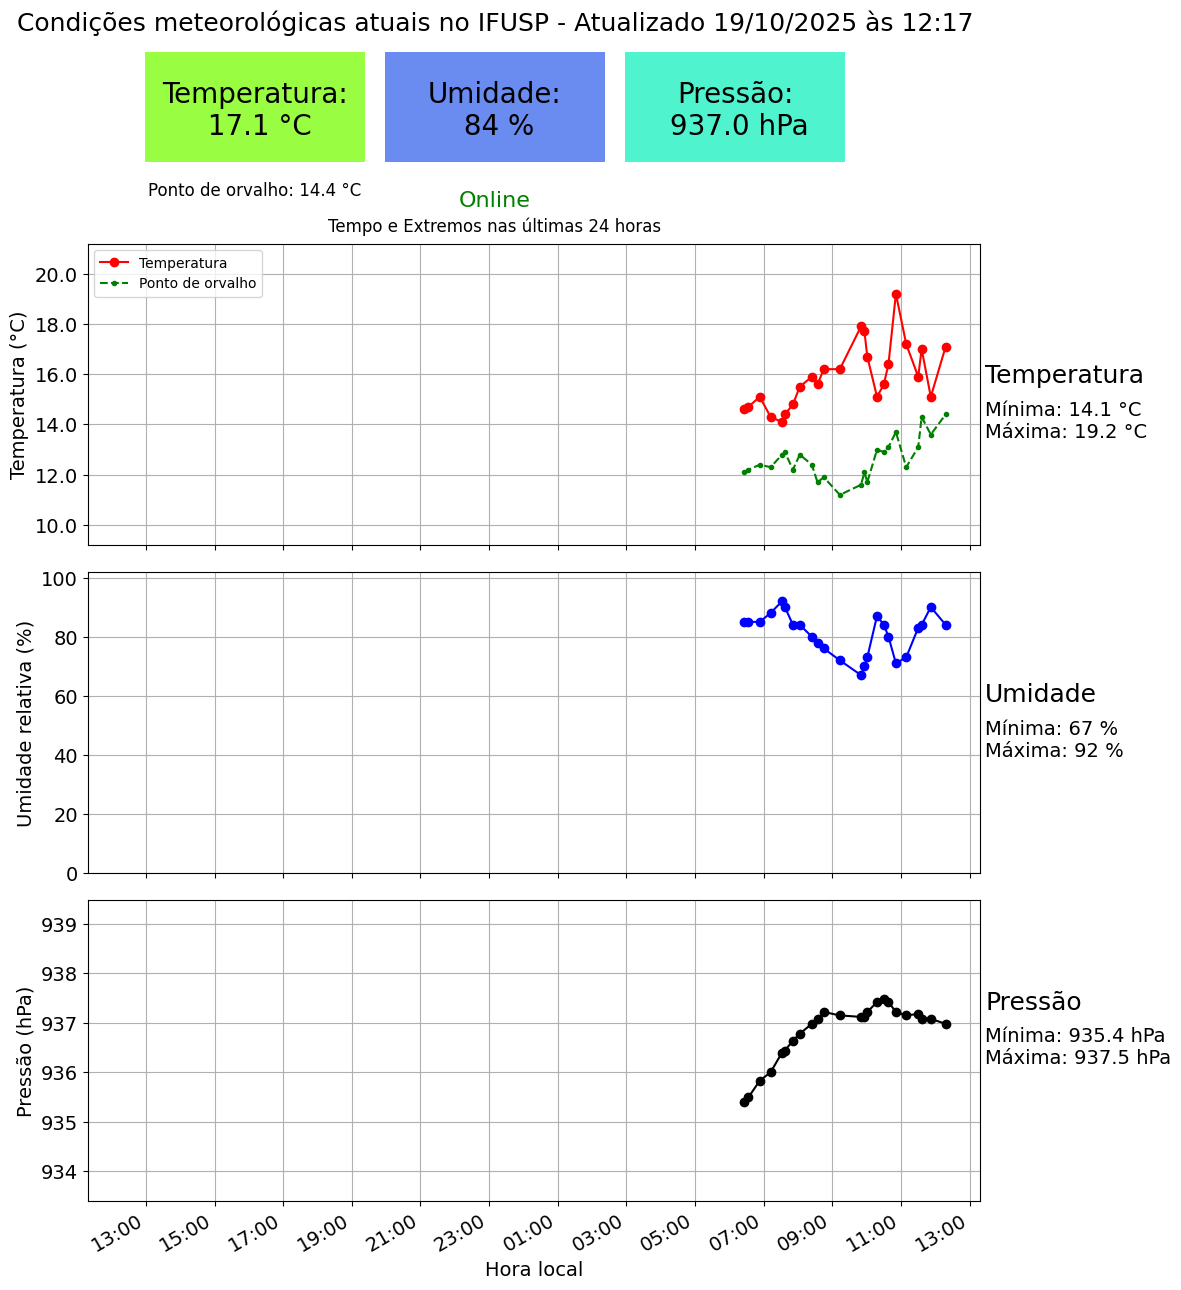 Condições meteorológicas atuais no IFUSP - Atualizado 19/10/2025 às 12:17
Temperatura:
17.1 °C
Umidade:
84 %
Pressão:
937.0 hPa
Ponto de orvalho: 14.4 °C
Online
Tempo e Extremos nas últimas 24 horas
Temperatura
Ponto de orvalho
Temperatura (°C)
20.0
18.0
16.0
14.0
12.0
10.0
Temperatura
Mínima: 14.1 °C
Máxima: 19.2 °C
Umidade relativa (%)
100
80
60
40
20
0
Umidade
Mínima: 67 %
Máxima: 92 %
Pressão (hPa)
939
938
937
936
935
934
Pressão
Mínima: 935.4 hPa
Máxima: 937.5 hPa
13:00 15:00 17:00 19:00 21:00 23:00 01:00 03:00 05:00 07:00 09:00 11:00 13:00
Hora local